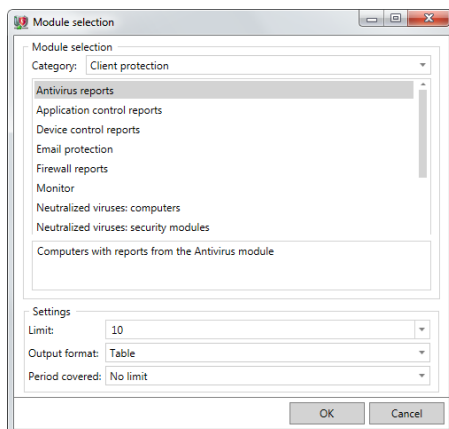 Module selection
Module selection
Category: Client protection
Antivirus reports
Application control reports
Device control reports
Email protection
Firewall reports
Monitor
Neutralized viruses: computers
Neutralized viruses: security modules
Computers with reports from the Antivirus module
Settings
Limit: 10
Output format: Table
Period covered: No limit
OK Cancel